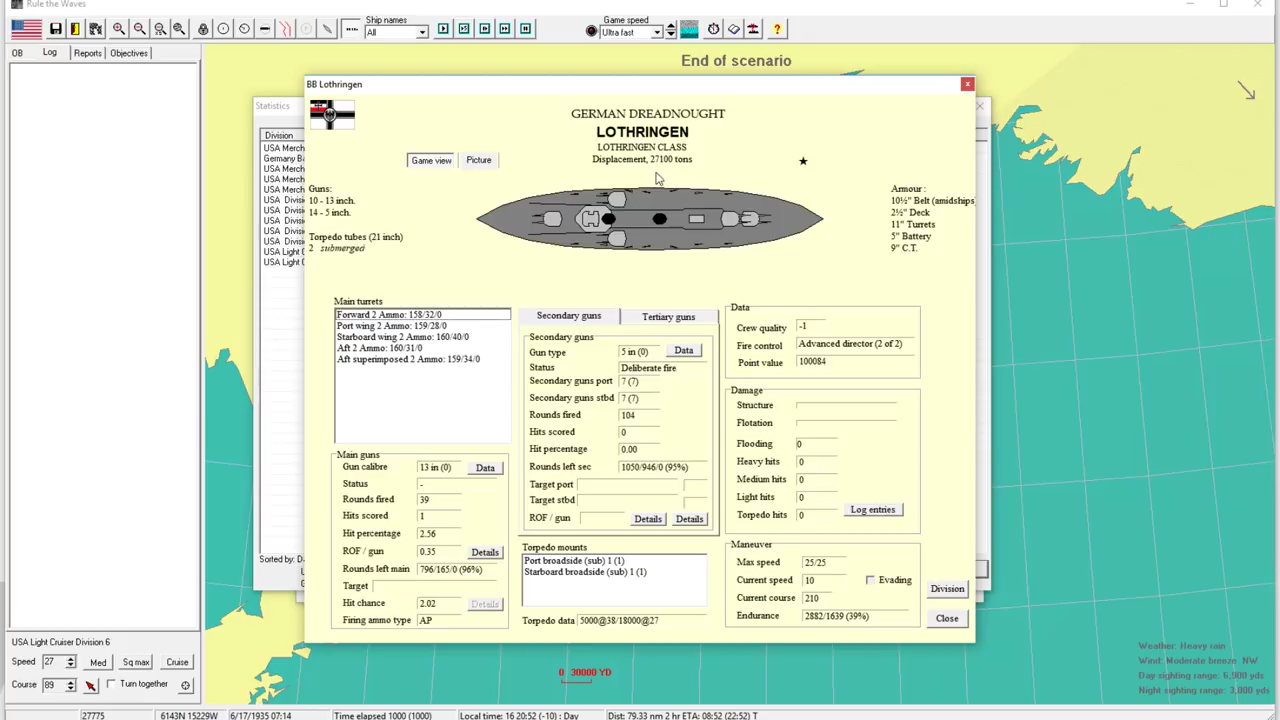 Rule the Waves
Ship names
All
Game speed
Ultra fast
?
OB
Log
Reports
Objectives
End of scenario
BB Lothringen
x
Statistics
Division
USA Merch
Germany Ba
USA Merch
USA Merch
USA Merch
USA Divisio
USA Divisi
USA Divisi
USA Divisi
USA Light C
USA Light C
GERMAN DREADNOUGHT
LOTHRINGEN
LOTHRINGEN CLASS
Displacement, 27100 tons
Game view
Picture
Guns:
10 - 13 inch.
14 - 5 inch.
Torpedo tubes (21 inch)
2 submerged
Armour :
10½" Belt (amidships)
2½" Deck
11" Turrets
5" Battery
9" C.T.
Main turrets
Forward 2 Ammo: 158/32/0
Port wing 2 Ammo: 159/28/0
Starboard wing 2 Ammo: 160/40/0
Aft 2 Ammo: 160/31/0
Aft superimposed 2 Ammo: 159/34/0
Main guns
Gun calibre 13 in (0) Data
Status -
Rounds fired 39
Hits scored 1
Hit percentage 2.56
ROF / gun 0.35 Details
Rounds left main 796/165/0 (96%)
Target
Hit chance 2.02 Details
Firing ammo type AP
Secondary guns
Tertiary guns
Secondary guns
Gun type 5 in (0) Data
Status Deliberate fire
Secondary guns port 7 (7)
Secondary guns stbd 7 (7)
Rounds fired 104
Hits scored 0
Hit percentage 0.00
Rounds left sec 1050/946/0 (95%)
Target port
Target stbd
ROF / gun Details Details
Torpedo mounts
Port broadside (sub) 1 (1)
Starboard broadside (sub) 1 (1)
Torpedo data 5000@38/18000@27
Data
Crew quality -1
Fire control Advanced director (2 of 2)
Point value 100084
Damage
Structure
Flotation
Flooding 0
Heavy hits 0
Medium hits 0
Light hits 0
Torpedo hits 0
Log entries
Maneuver
Max speed 25/25
Current speed 10
Evading
Current course 210
Endurance 2882/1639 (39%)
Division
Close
Sorted by: D
USA Light Cruiser Division 6
Speed 27 Med Sq max Cruise
Course 89 Turn together
0 30000 YD
Weather: Heavy rain
Wind: Moderate breeze NW
Day sighting range: 6,900 yds
Night sighting range: 3,000 yds
27775
6143N 15229W
6/17/1935 07:14
Time elapsed 1000 (1000)
Local time: 16 20:52 (-10) : Day
Dist: 79.33 nm 2 hr ETA: 08:52 (22:52) T